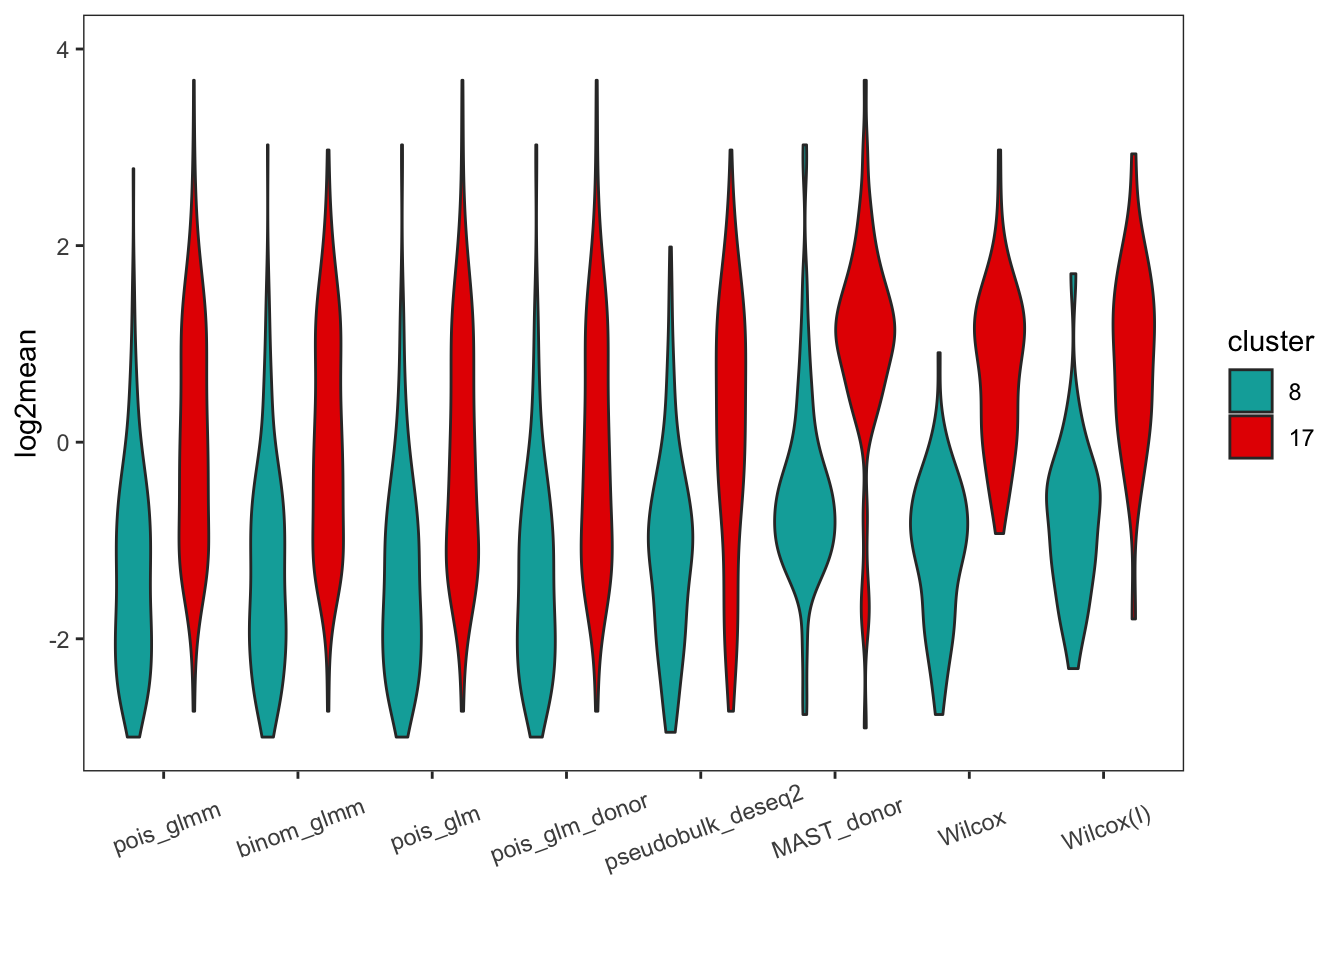 4
2
0
-2
log2mean
pois_glmm
binom_glmm
pois_glm
pois_glm_donor
pseudobulk_deseq2
MAST_donor
Wilcox
Wilcox(l)
cluster
8
17